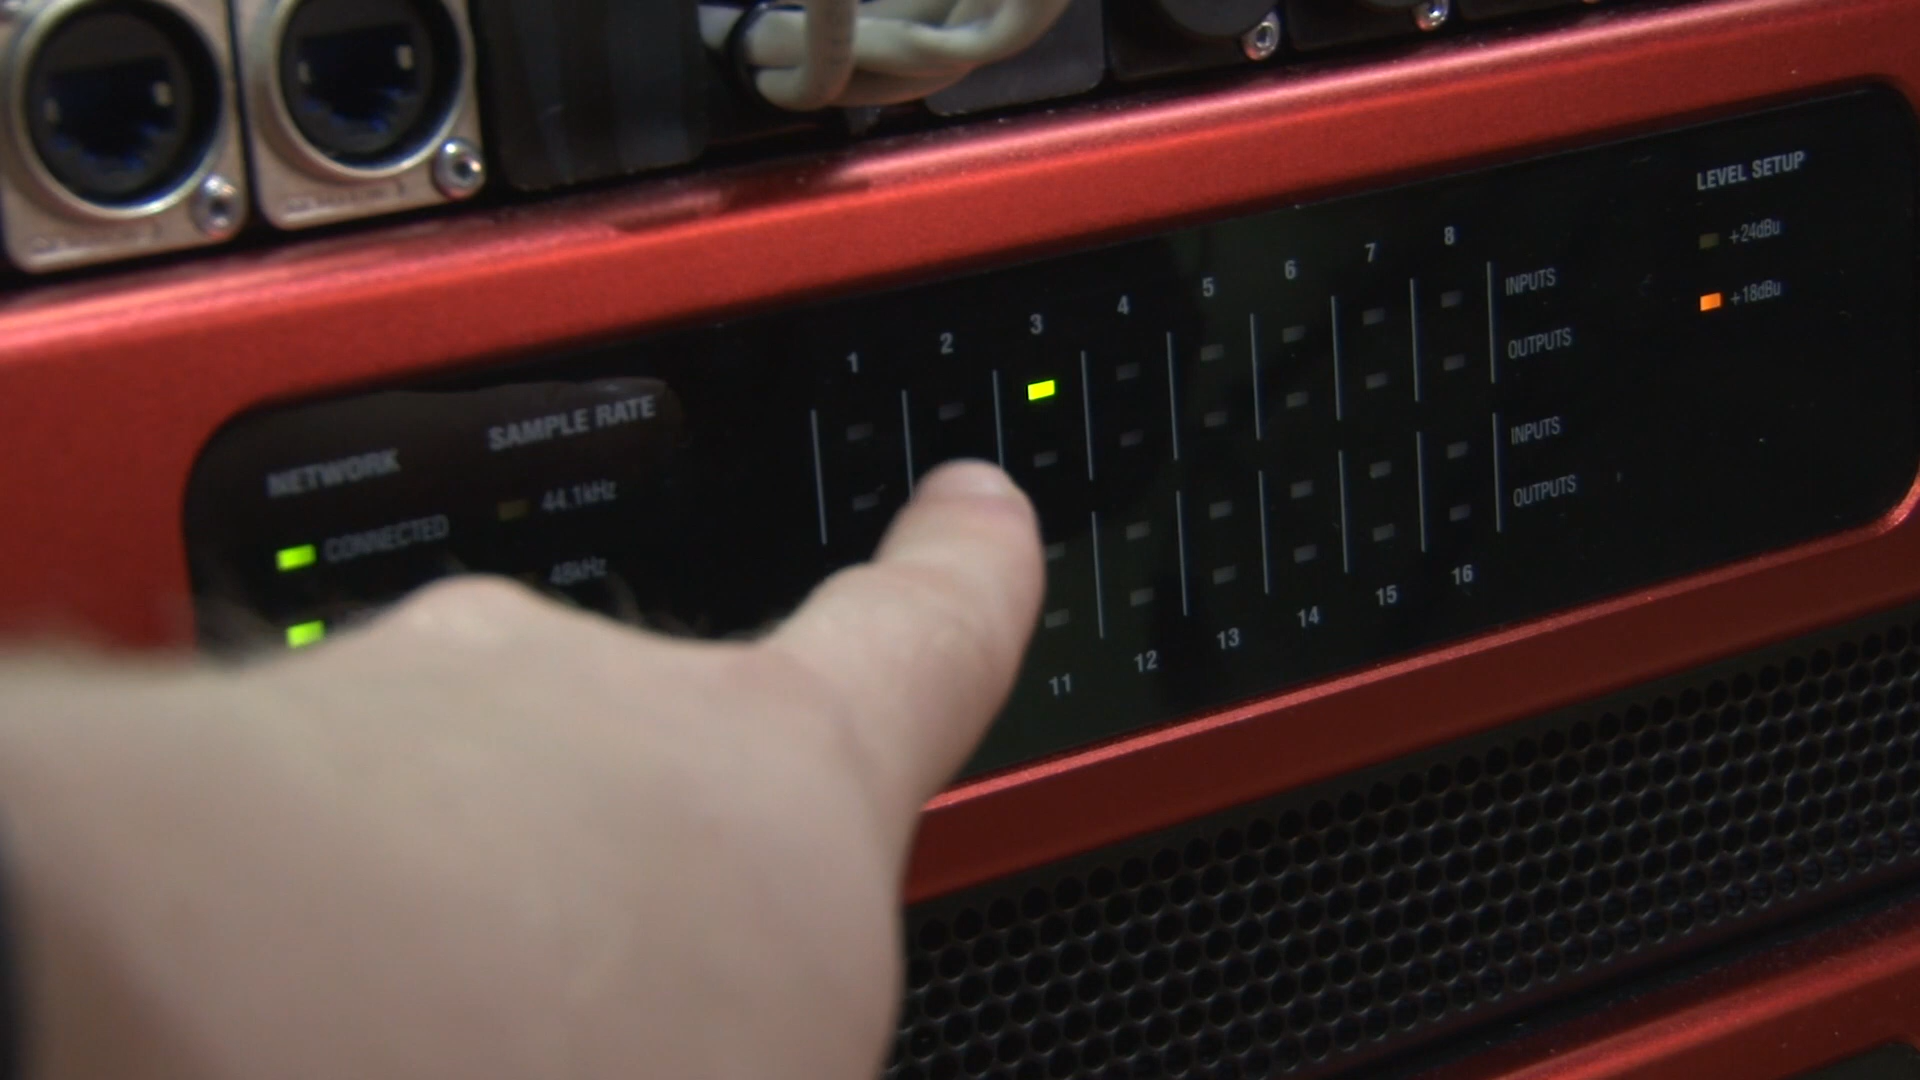 LEVEL SETUP
+24dBu
+18dBu
1 2 3 4 5 6 7 8
INPUTS
OUTPUTS
INPUTS
OUTPUTS
11 12 13 14 15 16
SAMPLE RATE
44.1kHz
48kHz
NETWORK
CONNECTED